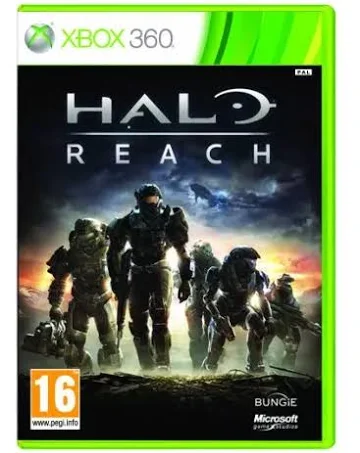 XBOX 360
PAL
HALO
REACH
16
www.pegi.info
BUNGIE
Microsoft
game studios